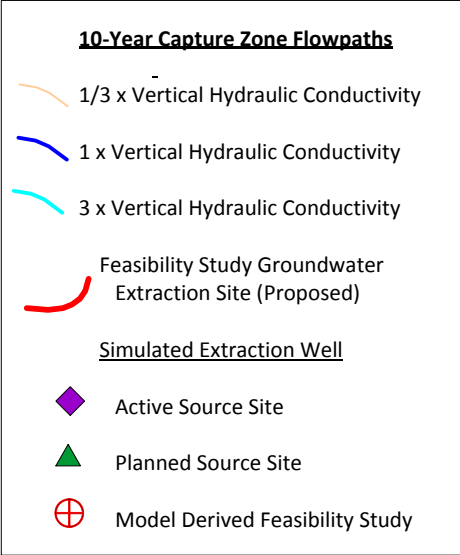 10-Year Capture Zone Flowpaths
1/3 x Vertical Hydraulic Conductivity
1 x Vertical Hydraulic Conductivity
3 x Vertical Hydraulic Conductivity
Feasibility Study Groundwater
Extraction Site (Proposed)
Simulated Extraction Well
Active Source Site
Planned Source Site
Model Derived Feasibility Study